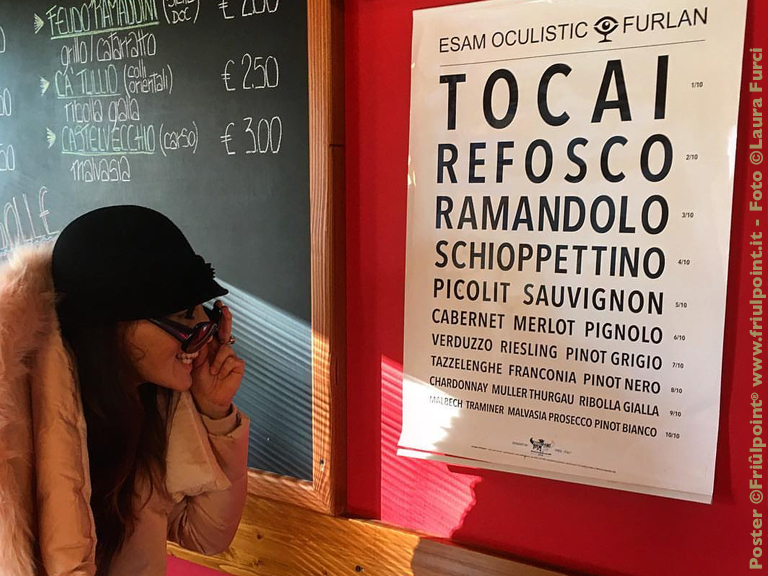 FEUDO RAMADDINI (SICILIA DOC) € 2.80
grillo/catarratto
CÀ TULLIO (colli orientali) € 2.50
ribolla gialla
CASTELVECCHIO (carso) € 3.00
malvasia
ESAM OCULISTIC FURLAN
TOCAI 1/10
REFOSCO 2/10
RAMANDOLO 3/10
SCHIOPPETTINO 4/10
PICOLIT SAUVIGNON 5/10
CABERNET MERLOT PIGNOLO 6/10
VERDUZZO RIESLING PINOT GRIGIO 7/10
TAZZELENGHE FRANCONIA PINOT NERO 8/10
CHARDONNAY MULLER THURGAU RIBOLLA GIALLA 9/10
MALBECH TRAMINER MALVASIA PROSECCO PINOT BIANCO 10/10
Poster ©Friûlpoint® www.friulpoint.it - Foto ©Laura Furci